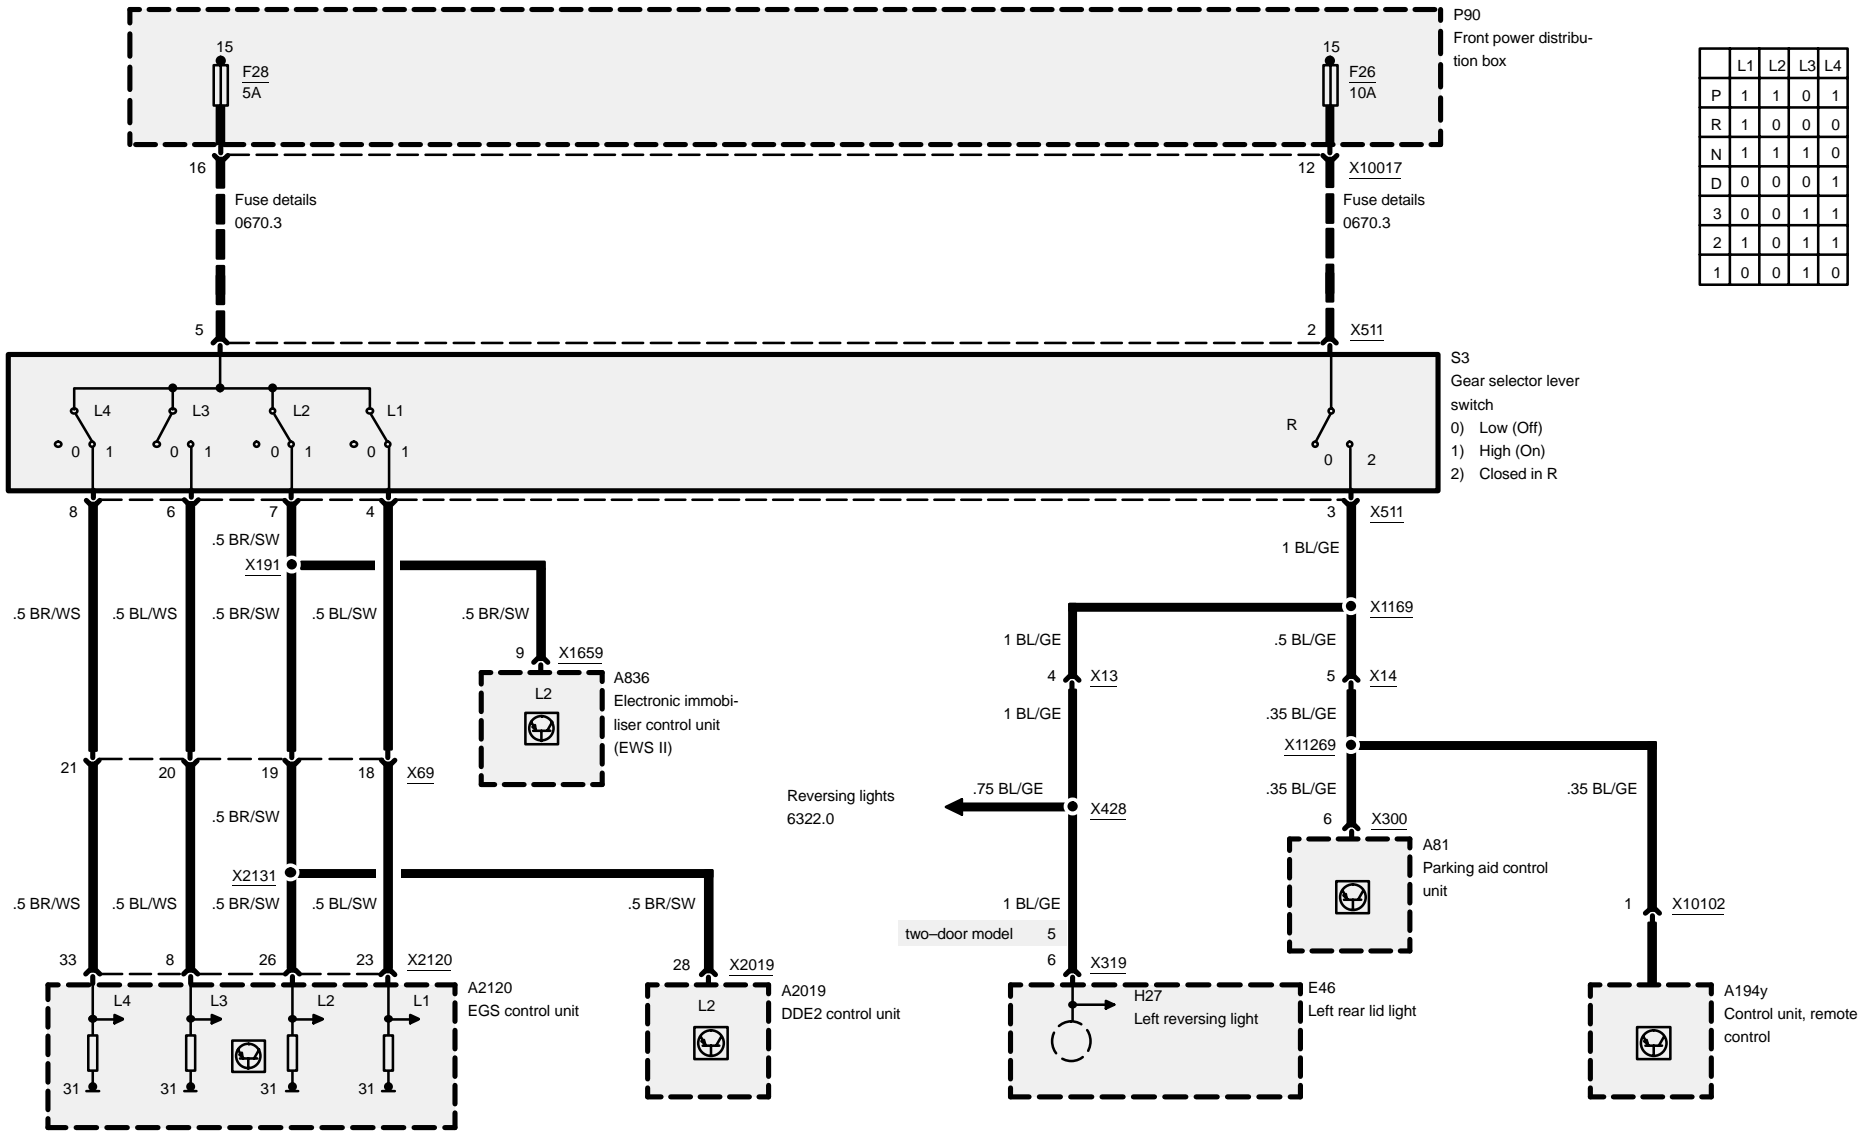 P90
Front power distribu-
tion box
15
F28
5A
15
F26
10A
L1 L2 L3 L4
P 1 1 0 1
R 1 0 0 0
N 1 1 1 0
D 0 0 0 1
3 0 0 1 1
2 1 0 1 1
1 0 0 1 0
16
12 X10017
Fuse details
0670.3
Fuse details
0670.3
5
2 X511
S3
Gear selector lever
switch
0) Low (Off)
1) High (On)
2) Closed in R
L4 L3 L2 L1
0 1 0 1 0 1 0 1
R
0 2
8 6 7 4
3 X511
.5 BR/SW
1 BL/GE
X191
.5 BR/WS .5 BL/WS .5 BR/SW .5 BL/SW .5 BR/SW
X1169
1 BL/GE
.5 BL/GE
9 X1659
4 X13
5 X14
A836
Electronic immobi-
liser control unit
(EWS II)
L2
1 BL/GE
.35 BL/GE
X11269
21 20 19 18 X69
.75 BL/GE
.35 BL/GE
.35 BL/GE
Reversing lights
6322.0
X428
.5 BR/SW
6 X300
A81
Parking aid control
unit
X2131
.5 BR/WS .5 BL/WS .5 BR/SW .5 BL/SW .5 BR/SW
1 BL/GE
1 X10102
two–door model 5
33 8 26 23 X2120
28 X2019
6 X319
A2120
EGS control unit
L4 L3 L2 L1
31 31 31 31
A2019
DDE2 control unit
L2
H27
Left reversing light
E46
Left rear lid light
A194y
Control unit, remote
control